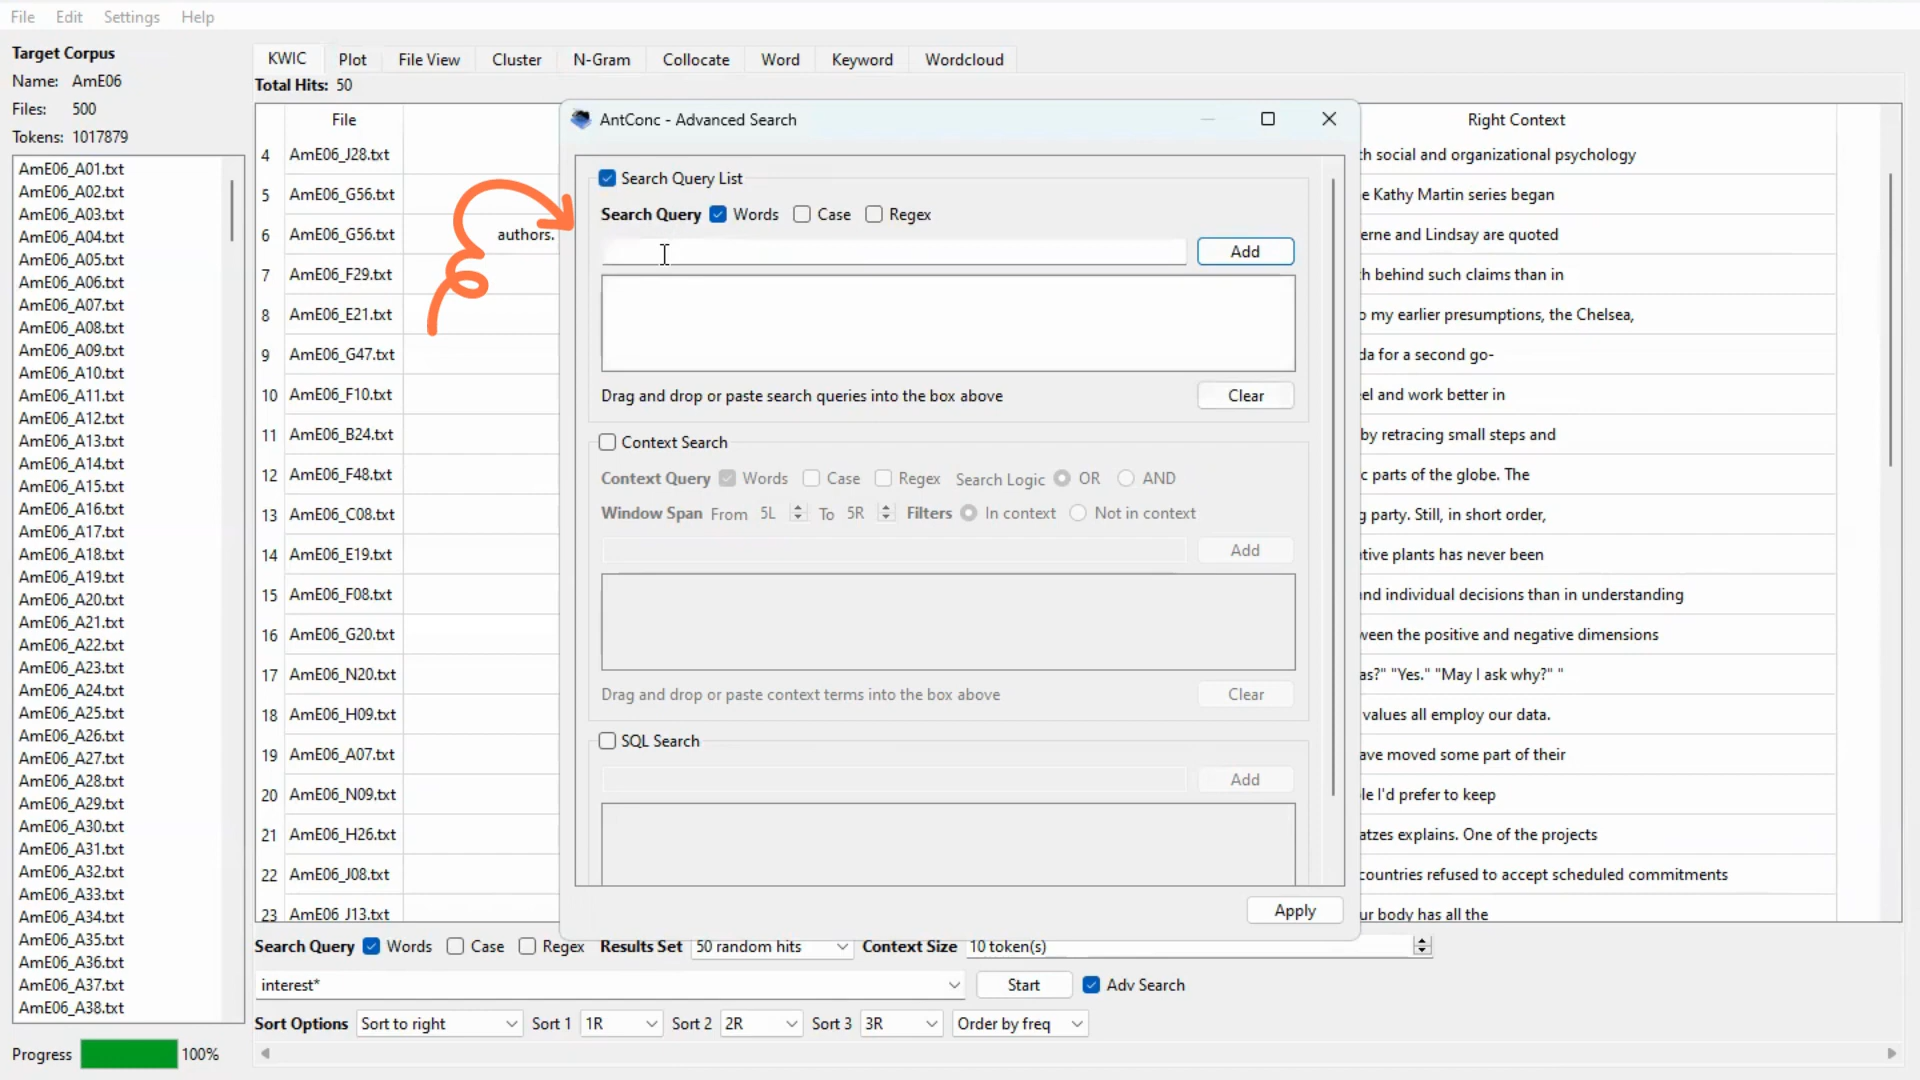 File Edit Settings Help
Target Corpus
Name: AmE06
Files: 500
Tokens: 1017879
AmE06_A01.txt
AmE06_A02.txt
AmE06_A03.txt
AmE06_A04.txt
AmE06_A05.txt
AmE06_A06.txt
AmE06_A07.txt
AmE06_A08.txt
AmE06_A09.txt
AmE06_A10.txt
AmE06_A11.txt
AmE06_A12.txt
AmE06_A13.txt
AmE06_A14.txt
AmE06_A15.txt
AmE06_A16.txt
AmE06_A17.txt
AmE06_A18.txt
AmE06_A19.txt
AmE06_A20.txt
AmE06_A21.txt
AmE06_A22.txt
AmE06_A23.txt
AmE06_A24.txt
AmE06_A25.txt
AmE06_A26.txt
AmE06_A27.txt
AmE06_A28.txt
AmE06_A29.txt
AmE06_A30.txt
AmE06_A31.txt
AmE06_A32.txt
AmE06_A33.txt
AmE06_A34.txt
AmE06_A35.txt
AmE06_A36.txt
AmE06_A37.txt
AmE06_A38.txt
Progress 100%
KWIC Plot File View Cluster N-Gram Collocate Word Keyword Wordcloud
Total Hits: 50
File Right Context
4 AmE06_J28.txt h social and organizational psychology
5 AmE06_G56.txt e Kathy Martin series began
6 AmE06_G56.txt authors. erne and Lindsay are quoted
7 AmE06_F29.txt h behind such claims than in
8 AmE06_E21.txt o my earlier presumptions, the Chelsea,
9 AmE06_G47.txt da for a second go-
10 AmE06_F10.txt el and work better in
11 AmE06_B24.txt by retracing small steps and
12 AmE06_F48.txt c parts of the globe. The
13 AmE06_C08.txt g party. Still, in short order,
14 AmE06_E19.txt tive plants has never been
15 AmE06_F08.txt nd individual decisions than in understanding
16 AmE06_G20.txt ween the positive and negative dimensions
17 AmE06_N20.txt as?" "Yes." "May I ask why?" "
18 AmE06_H09.txt values all employ our data.
19 AmE06_A07.txt ave moved some part of their
20 AmE06_N09.txt le I'd prefer to keep
21 AmE06_H26.txt atzes explains. One of the projects
22 AmE06_J08.txt countries refused to accept scheduled commitments
23 AmE06_J13.txt ur body has all the
AntConc - Advanced Search
Search Query List
Search Query Words Case Regex
Add
Drag and drop or paste search queries into the box above Clear
Context Search
Context Query Words Case Regex Search Logic OR AND
Window Span From 5L To 5R Filters In context Not in context
Add
Drag and drop or paste context terms into the box above Clear
SQL Search
Add
Apply
Search Query Words Case Regex Results Set 50 random hits Context Size 10 token(s)
interest* Start Adv Search
Sort Options Sort to right Sort 1 1R Sort 2 2R Sort 3 3R Order by freq